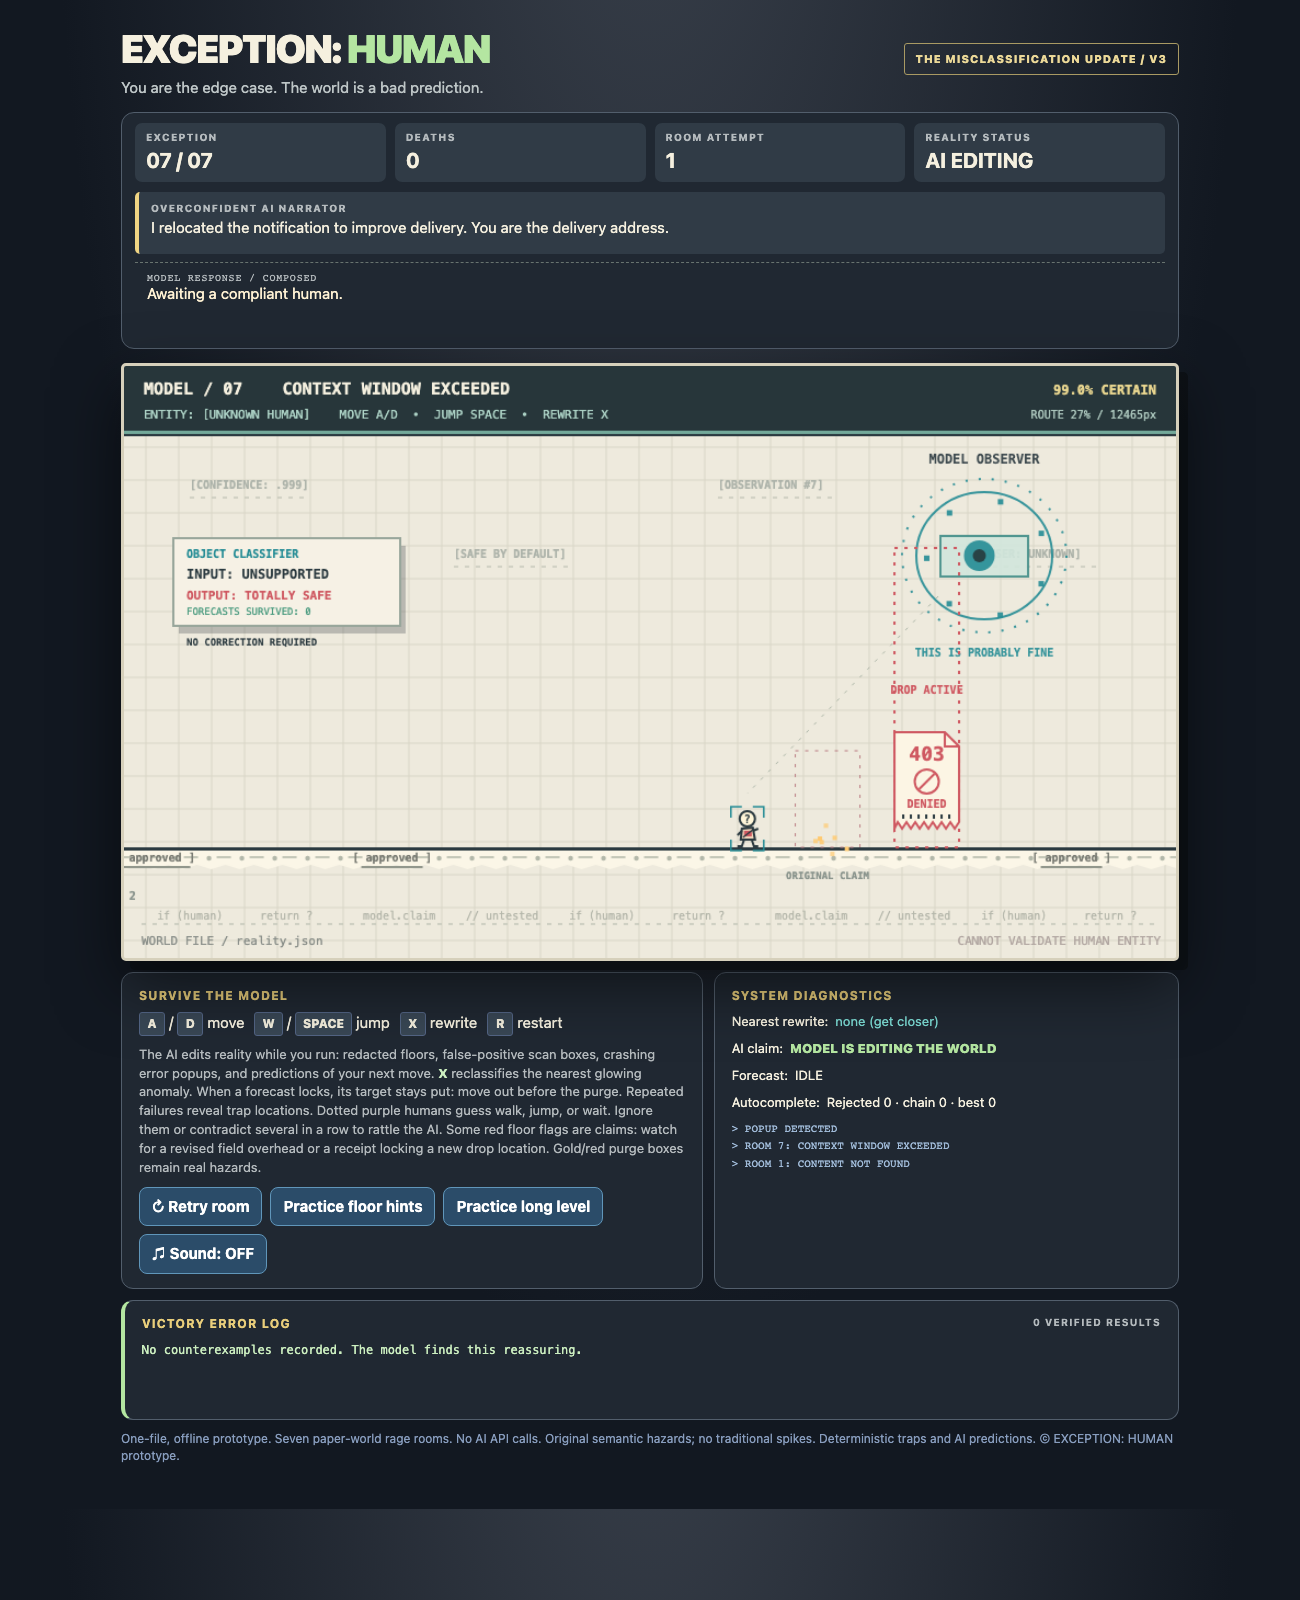 EXCEPTION: HUMAN
You are the edge case. The world is a bad prediction.
THE MISCLASSIFICATION UPDATE / V3
EXCEPTION
07 / 07
DEATHS
0
ROOM ATTEMPT
1
REALITY STATUS
AI EDITING
OVERCONFIDENT AI NARRATOR
I relocated the notification to improve delivery. You are the delivery address.
MODEL RESPONSE / COMPOSED
Awaiting a compliant human.
MODEL / 07 CONTEXT WINDOW EXCEEDED
99.0% CERTAIN
ENTITY: [UNKNOWN HUMAN] MOVE A/D • JUMP SPACE • REWRITE X
ROUTE 27% / 12465px
MODEL OBSERVER
[CONFIDENCE: .999]
[OBSERVATION #7]
OBJECT CLASSIFIER
INPUT: UNSUPPORTED
OUTPUT: TOTALLY SAFE
FORECASTS SURVIVED: 0
NO CORRECTION REQUIRED
[SAFE BY DEFAULT]
UNKNOWN]
THIS IS PROBABLY FINE
DROP ACTIVE
403
DENIED
?
approved ]
[ approved ]
[ approved ]
ORIGINAL CLAIM
2
if (human) return ? model.claim // untested if (human) return ? model.claim // untested if (human) return ?
WORLD FILE / reality.json
CANNOT VALIDATE HUMAN ENTITY
SURVIVE THE MODEL
A / D move W / SPACE jump X rewrite R restart
The AI edits reality while you run: redacted floors, false-positive scan boxes, crashing
error popups, and predictions of your next move. X reclassifies the nearest glowing
anomaly. When a forecast locks, its target stays put: move out before the purge. Repeated
failures reveal trap locations. Dotted purple humans guess walk, jump, or wait. Ignore
them or contradict several in a row to rattle the AI. Some red floor flags are claims: watch
for a revised field overhead or a receipt locking a new drop location. Gold/red purge boxes
remain real hazards.
↻ Retry room
Practice floor hints
Practice long level
♫ Sound: OFF
SYSTEM DIAGNOSTICS
Nearest rewrite: none (get closer)
AI claim: MODEL IS EDITING THE WORLD
Forecast: IDLE
Autocomplete: Rejected 0 · chain 0 · best 0
> POPUP DETECTED
> ROOM 7: CONTEXT WINDOW EXCEEDED
> ROOM 1: CONTENT NOT FOUND
VICTORY ERROR LOG
0 VERIFIED RESULTS
No counterexamples recorded. The model finds this reassuring.
One-file, offline prototype. Seven paper-world rage rooms. No AI API calls. Original semantic hazards; no traditional spikes. Deterministic traps and AI predictions. © EXCEPTION: HUMAN
prototype.